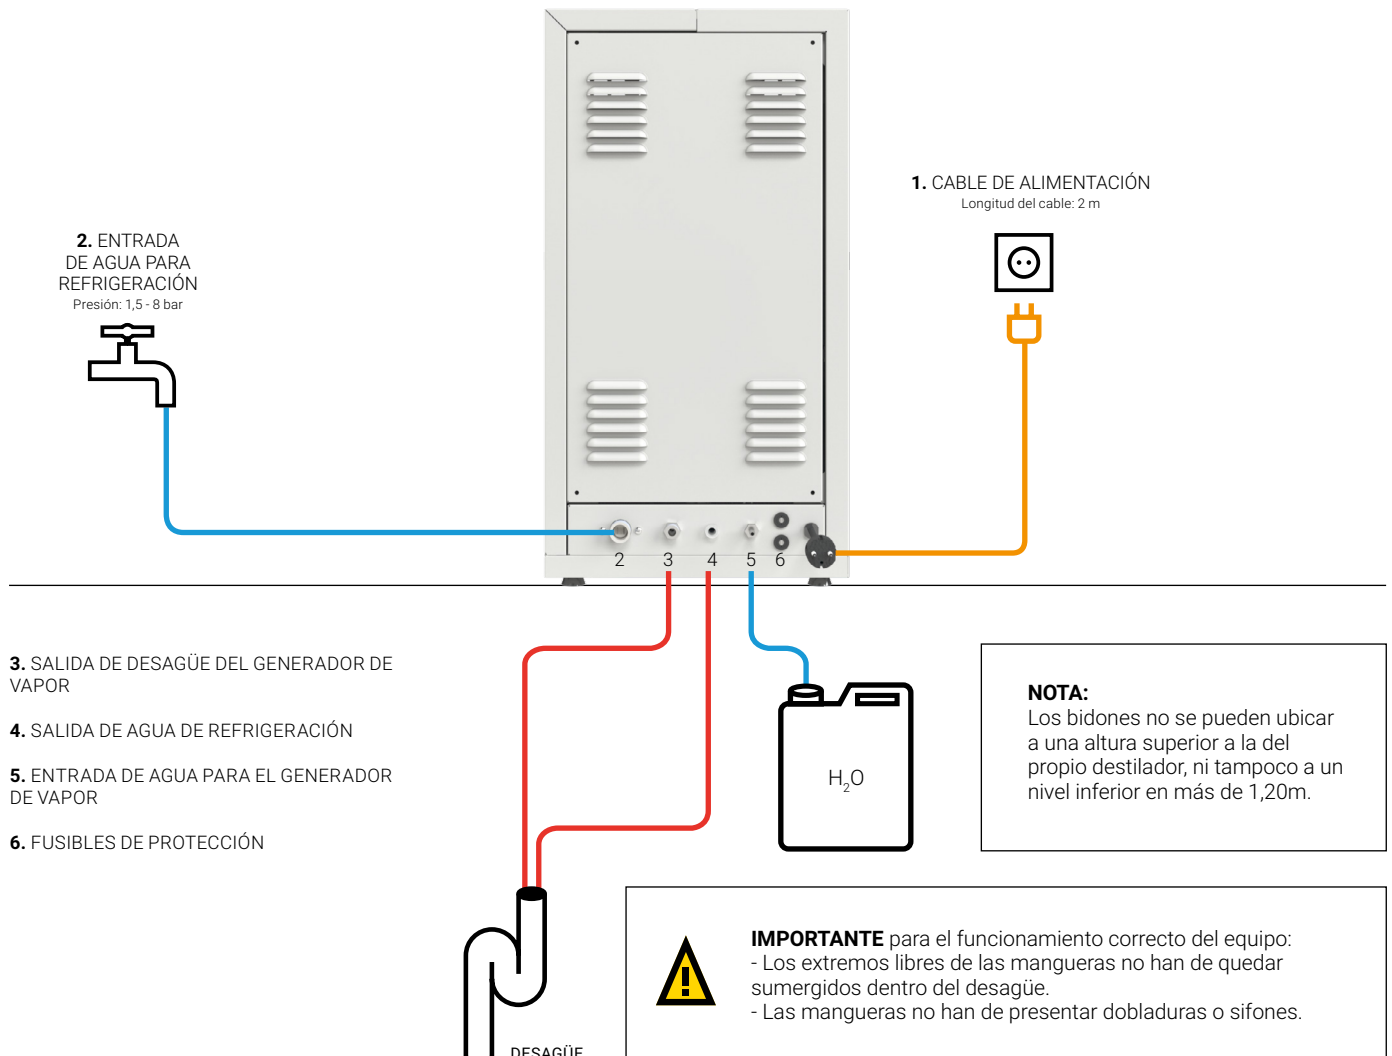 1. CABLE DE ALIMENTACIÓN
Longitud del cable: 2 m
2. ENTRADA
DE AGUA PARA
REFRIGERACIÓN
Presión: 1,5 - 8 bar
2 3 4 5 6
3. SALIDA DE DESAGÜE DEL GENERADOR DE
VAPOR
4. SALIDA DE AGUA DE REFRIGERACIÓN
5. ENTRADA DE AGUA PARA EL GENERADOR
DE VAPOR
6. FUSIBLES DE PROTECCIÓN
H₂O
NOTA:
Los bidones no se pueden ubicar
a una altura superior a la del
propio destilador, ni tampoco a un
nivel inferior en más de 1,20m.
IMPORTANTE para el funcionamiento correcto del equipo:
- Los extremos libres de las mangueras no han de quedar
sumergidos dentro del desagüe.
- Las mangueras no han de presentar dobladuras o sifones.
DESAGÜE